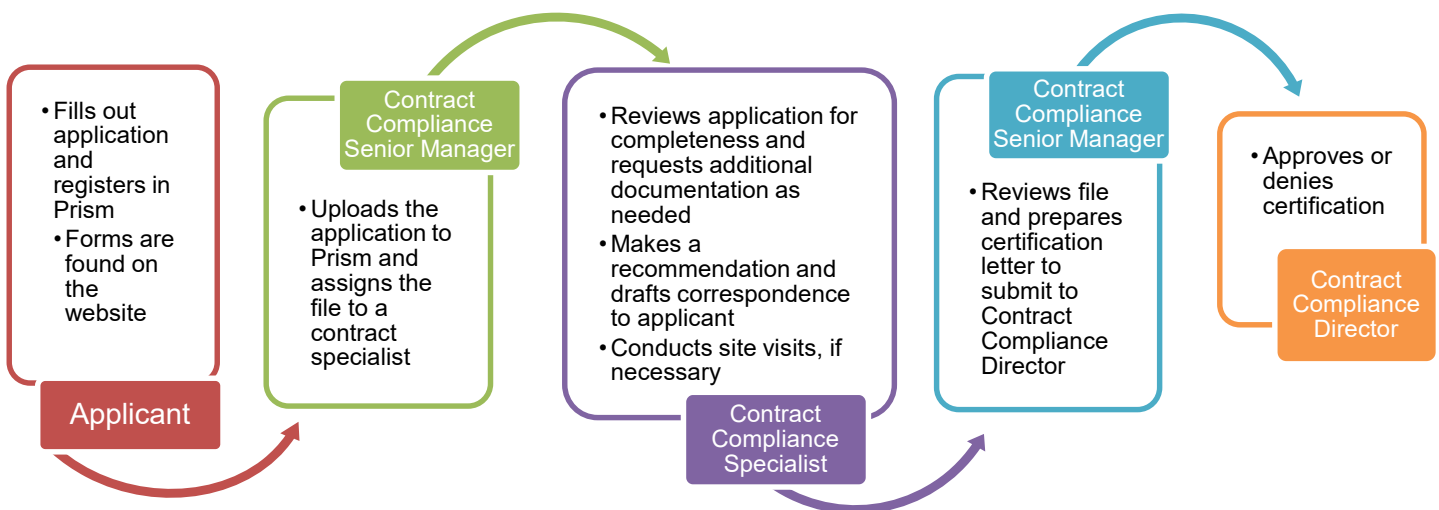 • Fills out
application
and
registers in
Prism
• Forms are
found on
the
website
Applicant
Contract
Compliance
Senior Manager
• Uploads the
application to
Prism and
assigns the
file to a
contract
specialist
• Reviews application for
completeness and
requests additional
documentation as
needed
• Makes a
recommendation and
drafts correspondence
to applicant
• Conducts site visits, if
necessary
Contract
Compliance
Specialist
Contract
Compliance
Senior Manager
• Reviews file
and prepares
certification
letter to
submit to
Contract
Compliance
Director
• Approves or
denies
certification
Contract
Compliance
Director